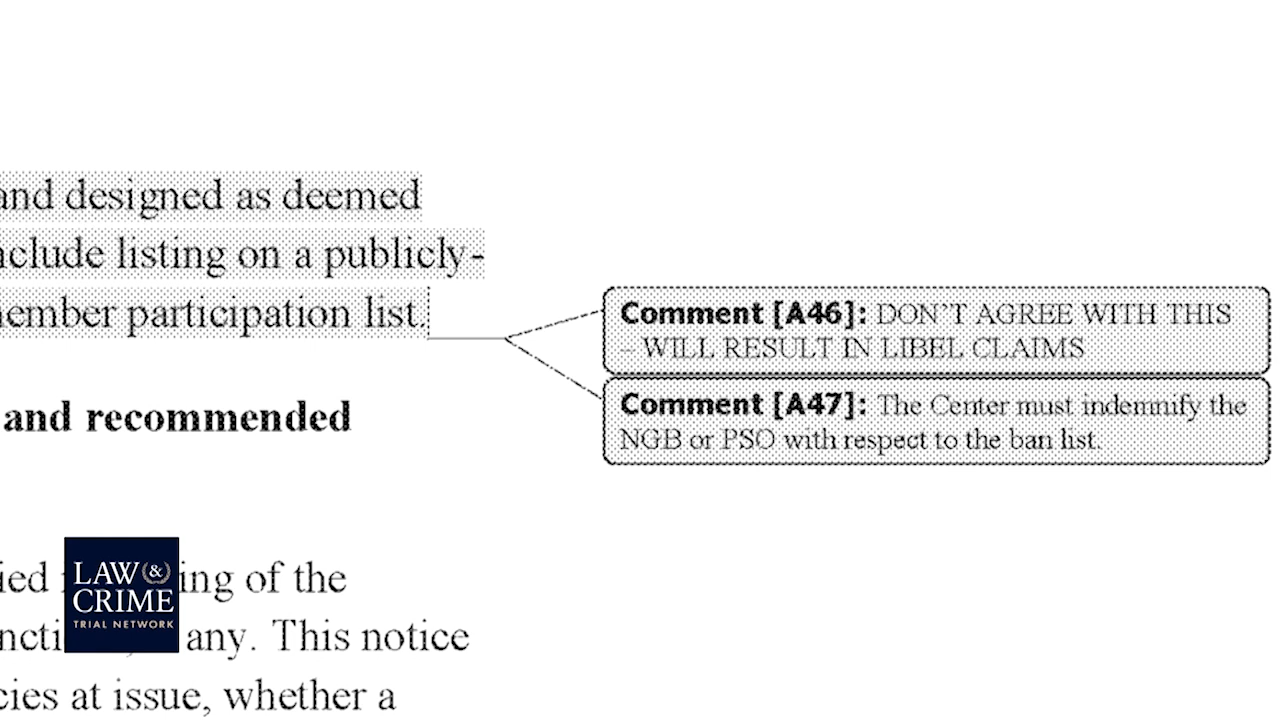 and designed as deemed
nclude listing on a publicly-
ember participation list.
Comment [A46]: DON'T AGREE WITH THIS
– WILL RESULT IN LIBEL CLAIMS
Comment [A47]: The Center must indemnify the
NGB or PSO with respect to the ban list.
and recommended
ied ing of the
ncti any. This notice
cies at issue, whether a
LAW &
CRIME
TRIAL NETWORK